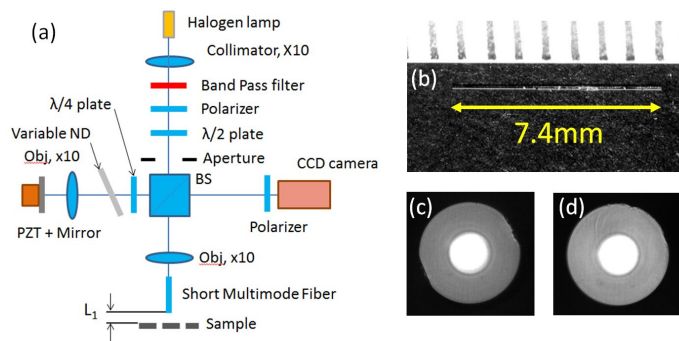 (a)
Halogen lamp
Collimator, X10
Band Pass filter
Polarizer
λ/2 plate
Aperture
λ/4 plate
Variable ND
Obj, x10
BS
CCD camera
PZT + Mirror
Polarizer
Obj, x10
Short Multimode Fiber
L1
Sample
(b)
7.4mm
(c)
(d)